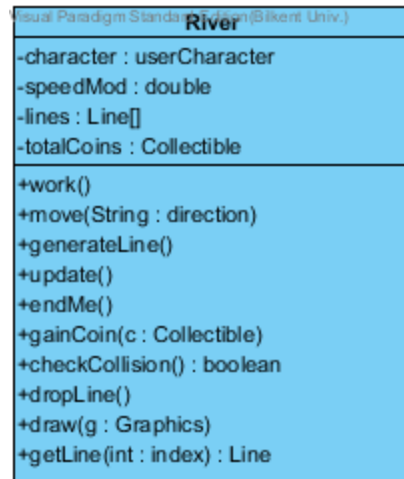 Visual Paradigm Standard Edition(Bilkent Univ.)
River
-character : userCharacter
-speedMod : double
-lines : Line[]
-totalCoins : Collectible
+work()
+move(String : direction)
+generateLine()
+update()
+endMe()
+gainCoin(c : Collectible)
+checkCollision() : boolean
+dropLine()
+draw(g : Graphics)
+getLine(int : index) : Line